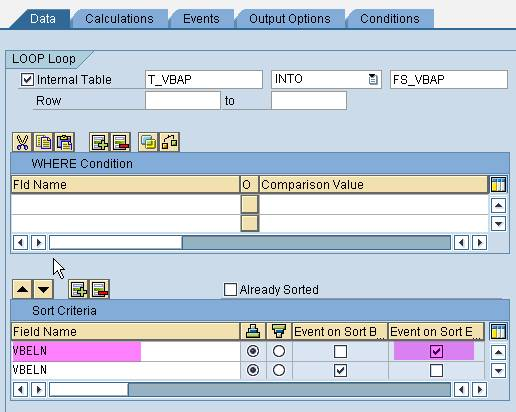 Data Calculations Events Output Options Conditions
LOOP Loop
Internal Table T_VBAP INTO FS_VBAP
Row to
WHERE Condition
Fld Name O Comparison Value
Already Sorted
Sort Criteria
Field Name Event on Sort B... Event on Sort E...
VBELN
VBELN